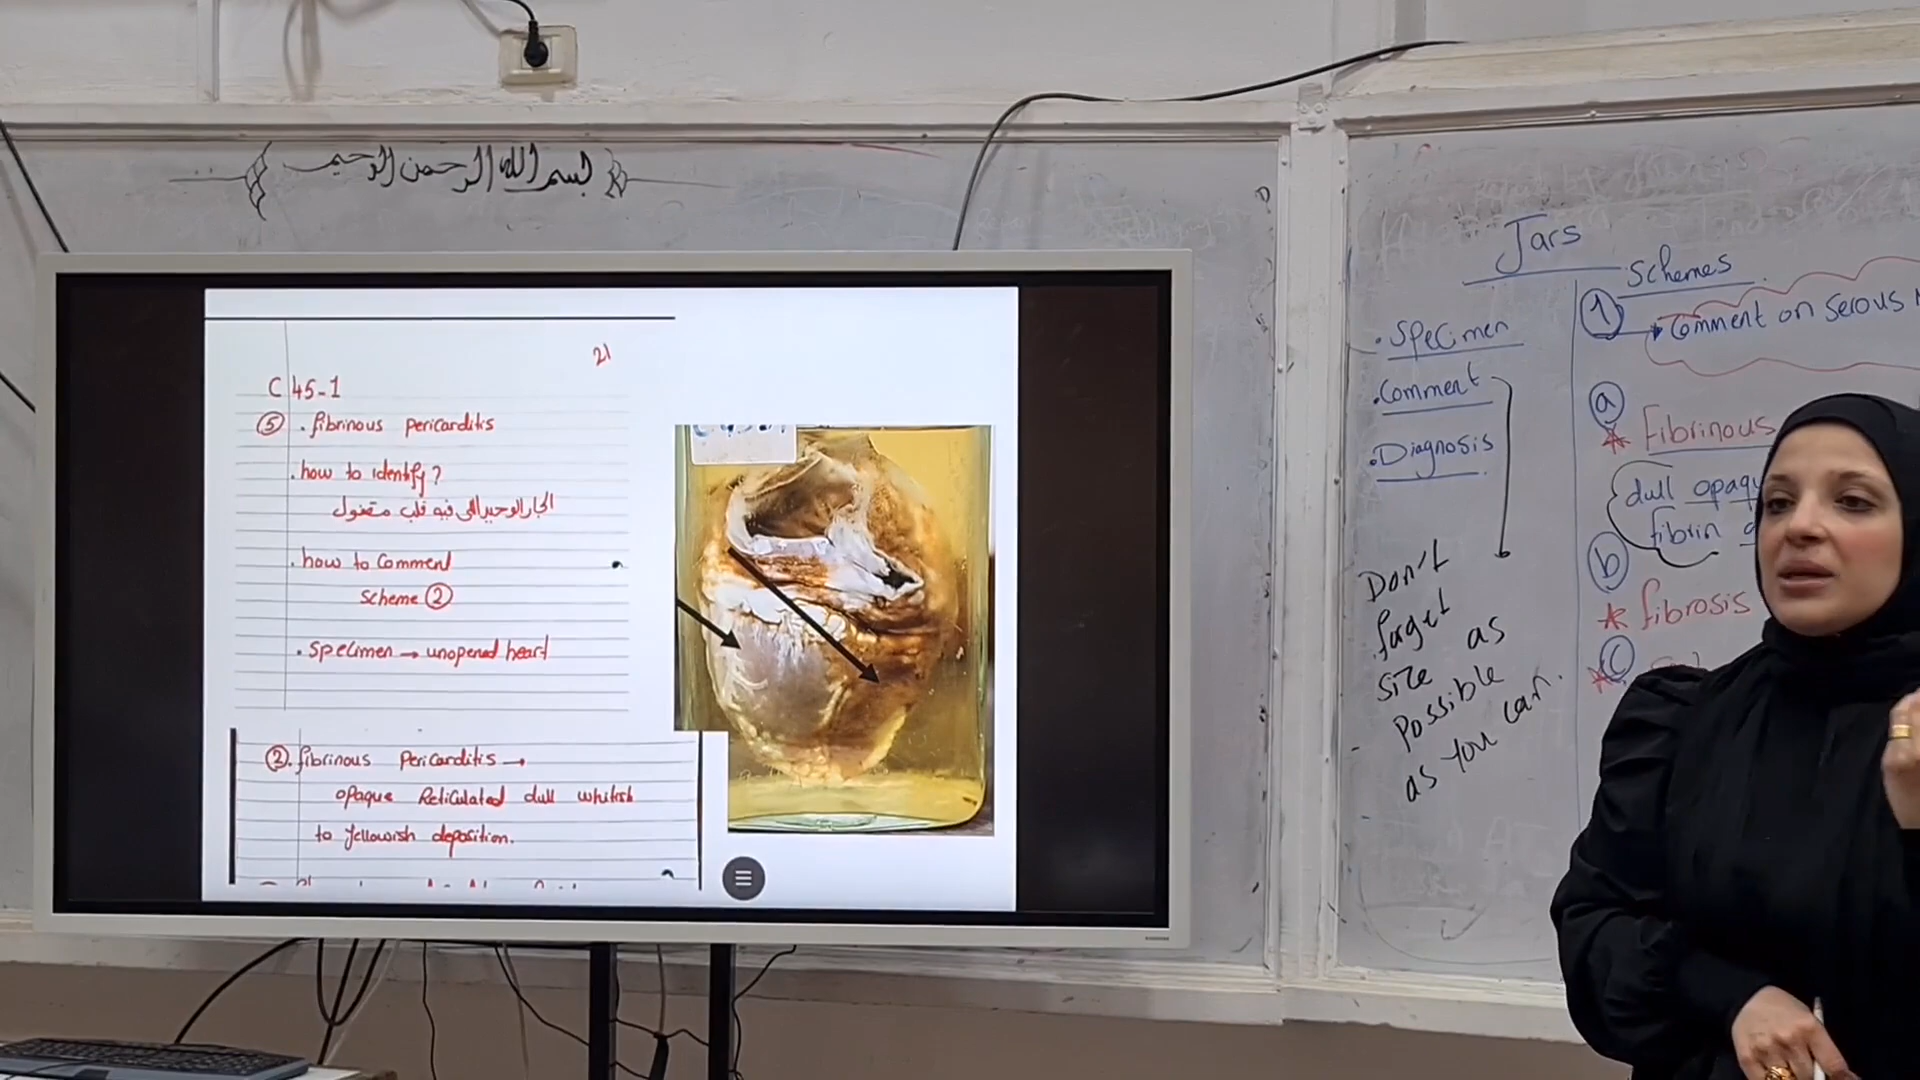 بسم الله الرحمن الرحيم
21
C 45-1
⑤ . fibrinous pericarditis
. how to identify?
الجار الوحيد اللى فيه قلب مقفول
. how to Comment
Scheme ②
. Specimen → unopened heart
②. fibrinous Pericarditis →
opaque Reticulated dull whitish
to yellowish deposition.
Jars
. Specimen
. Comment
. Diagnosis
Don't
forget
size as
Possible
as you can.
Schemes
① → Comment on Serous
ⓐ
* Fibrinous
dull opaqu
fibrin
ⓑ
* fibrosis
ⓒ